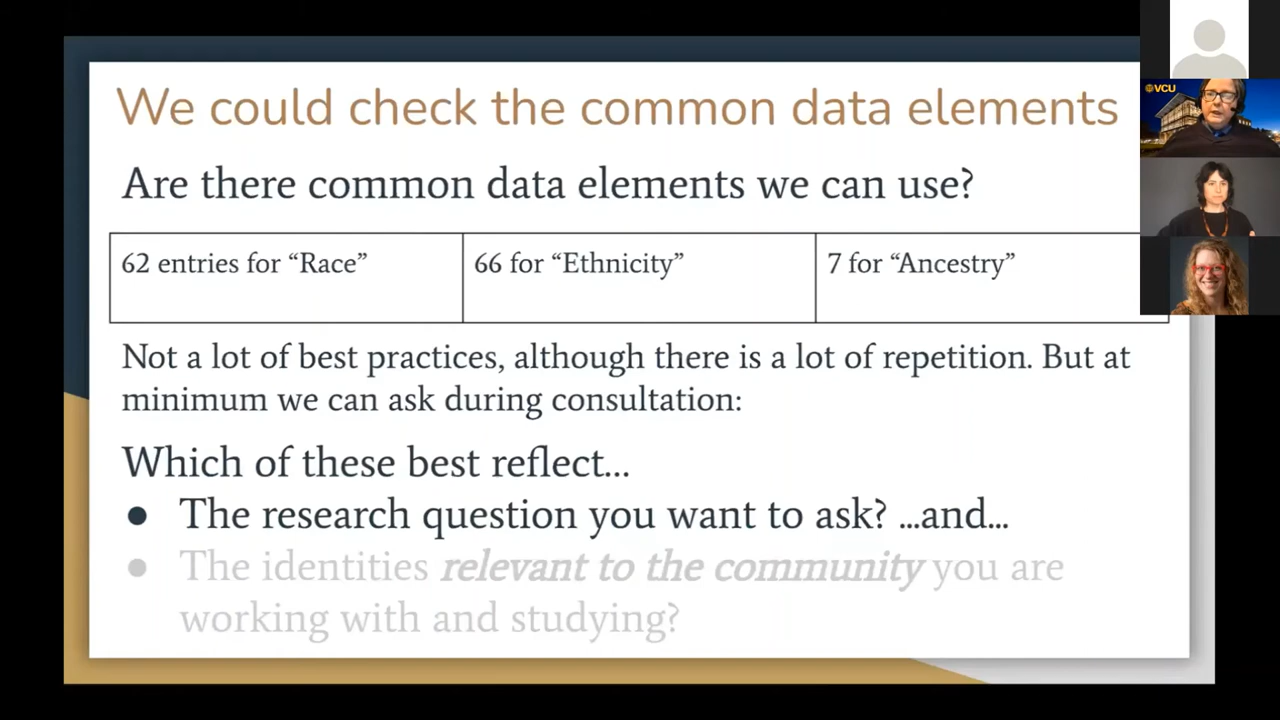 We could check the common data elements
VCU
Are there common data elements we can use?
62 entries for “Race”
66 for “Ethnicity”
7 for “Ancestry”
Not a lot of best practices, although there is a lot of repetition. But at
minimum we can ask during consultation:
Which of these best reflect...
● The research question you want to ask? ...and...
● The identities relevant to the community you are
working with and studying?